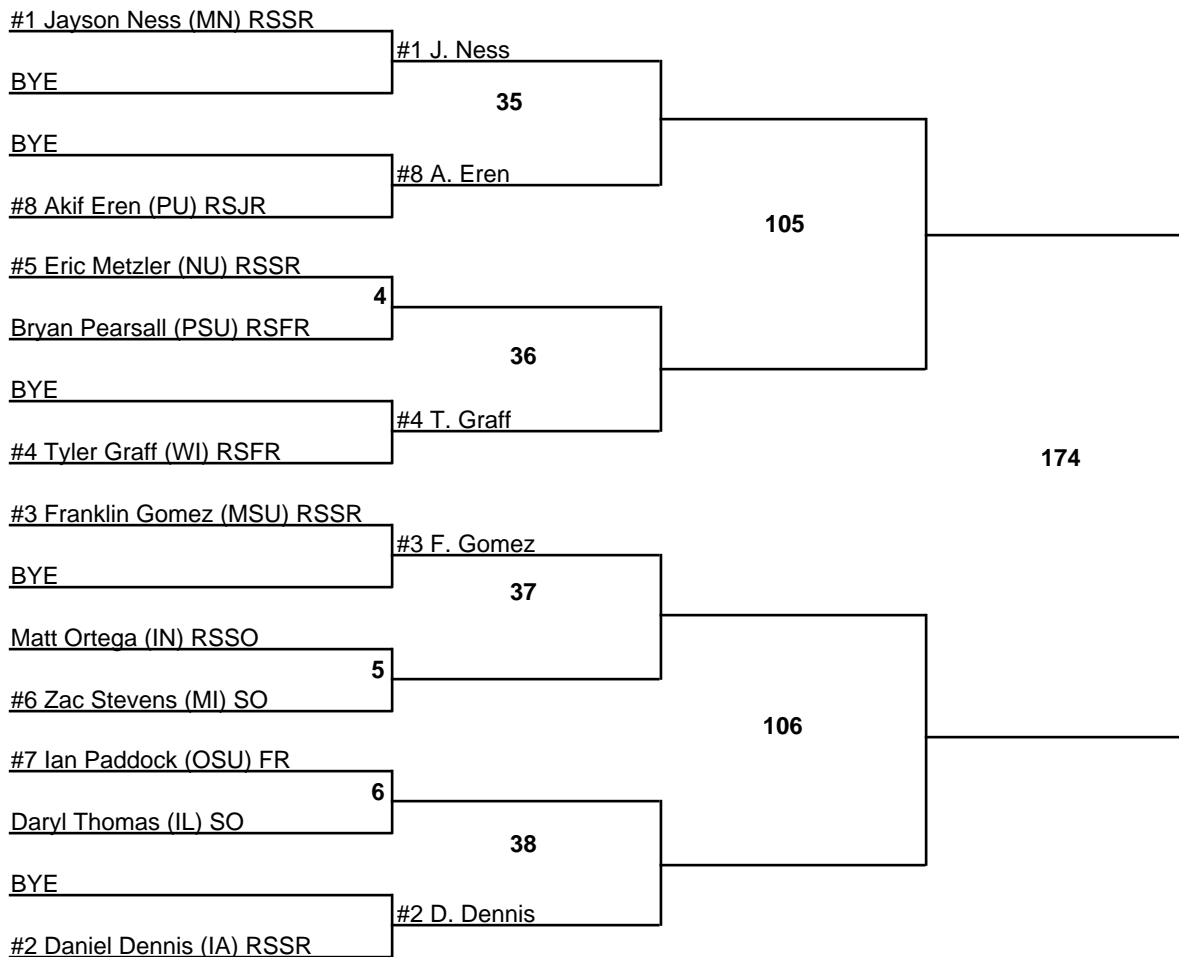 #1 Jayson Ness (MN) RSSR
#1 J. Ness
BYE
35
BYE
#8 A. Eren
#8 Akif Eren (PU) RSJR
105
#5 Eric Metzler (NU) RSSR
4
Bryan Pearsall (PSU) RSFR
36
BYE
#4 T. Graff
#4 Tyler Graff (WI) RSFR
174
#3 Franklin Gomez (MSU) RSSR
#3 F. Gomez
BYE
37
Matt Ortega (IN) RSSO
5
#6 Zac Stevens (MI) SO
106
#7 Ian Paddock (OSU) FR
6
Daryl Thomas (IL) SO
38
BYE
#2 D. Dennis
#2 Daniel Dennis (IA) RSSR